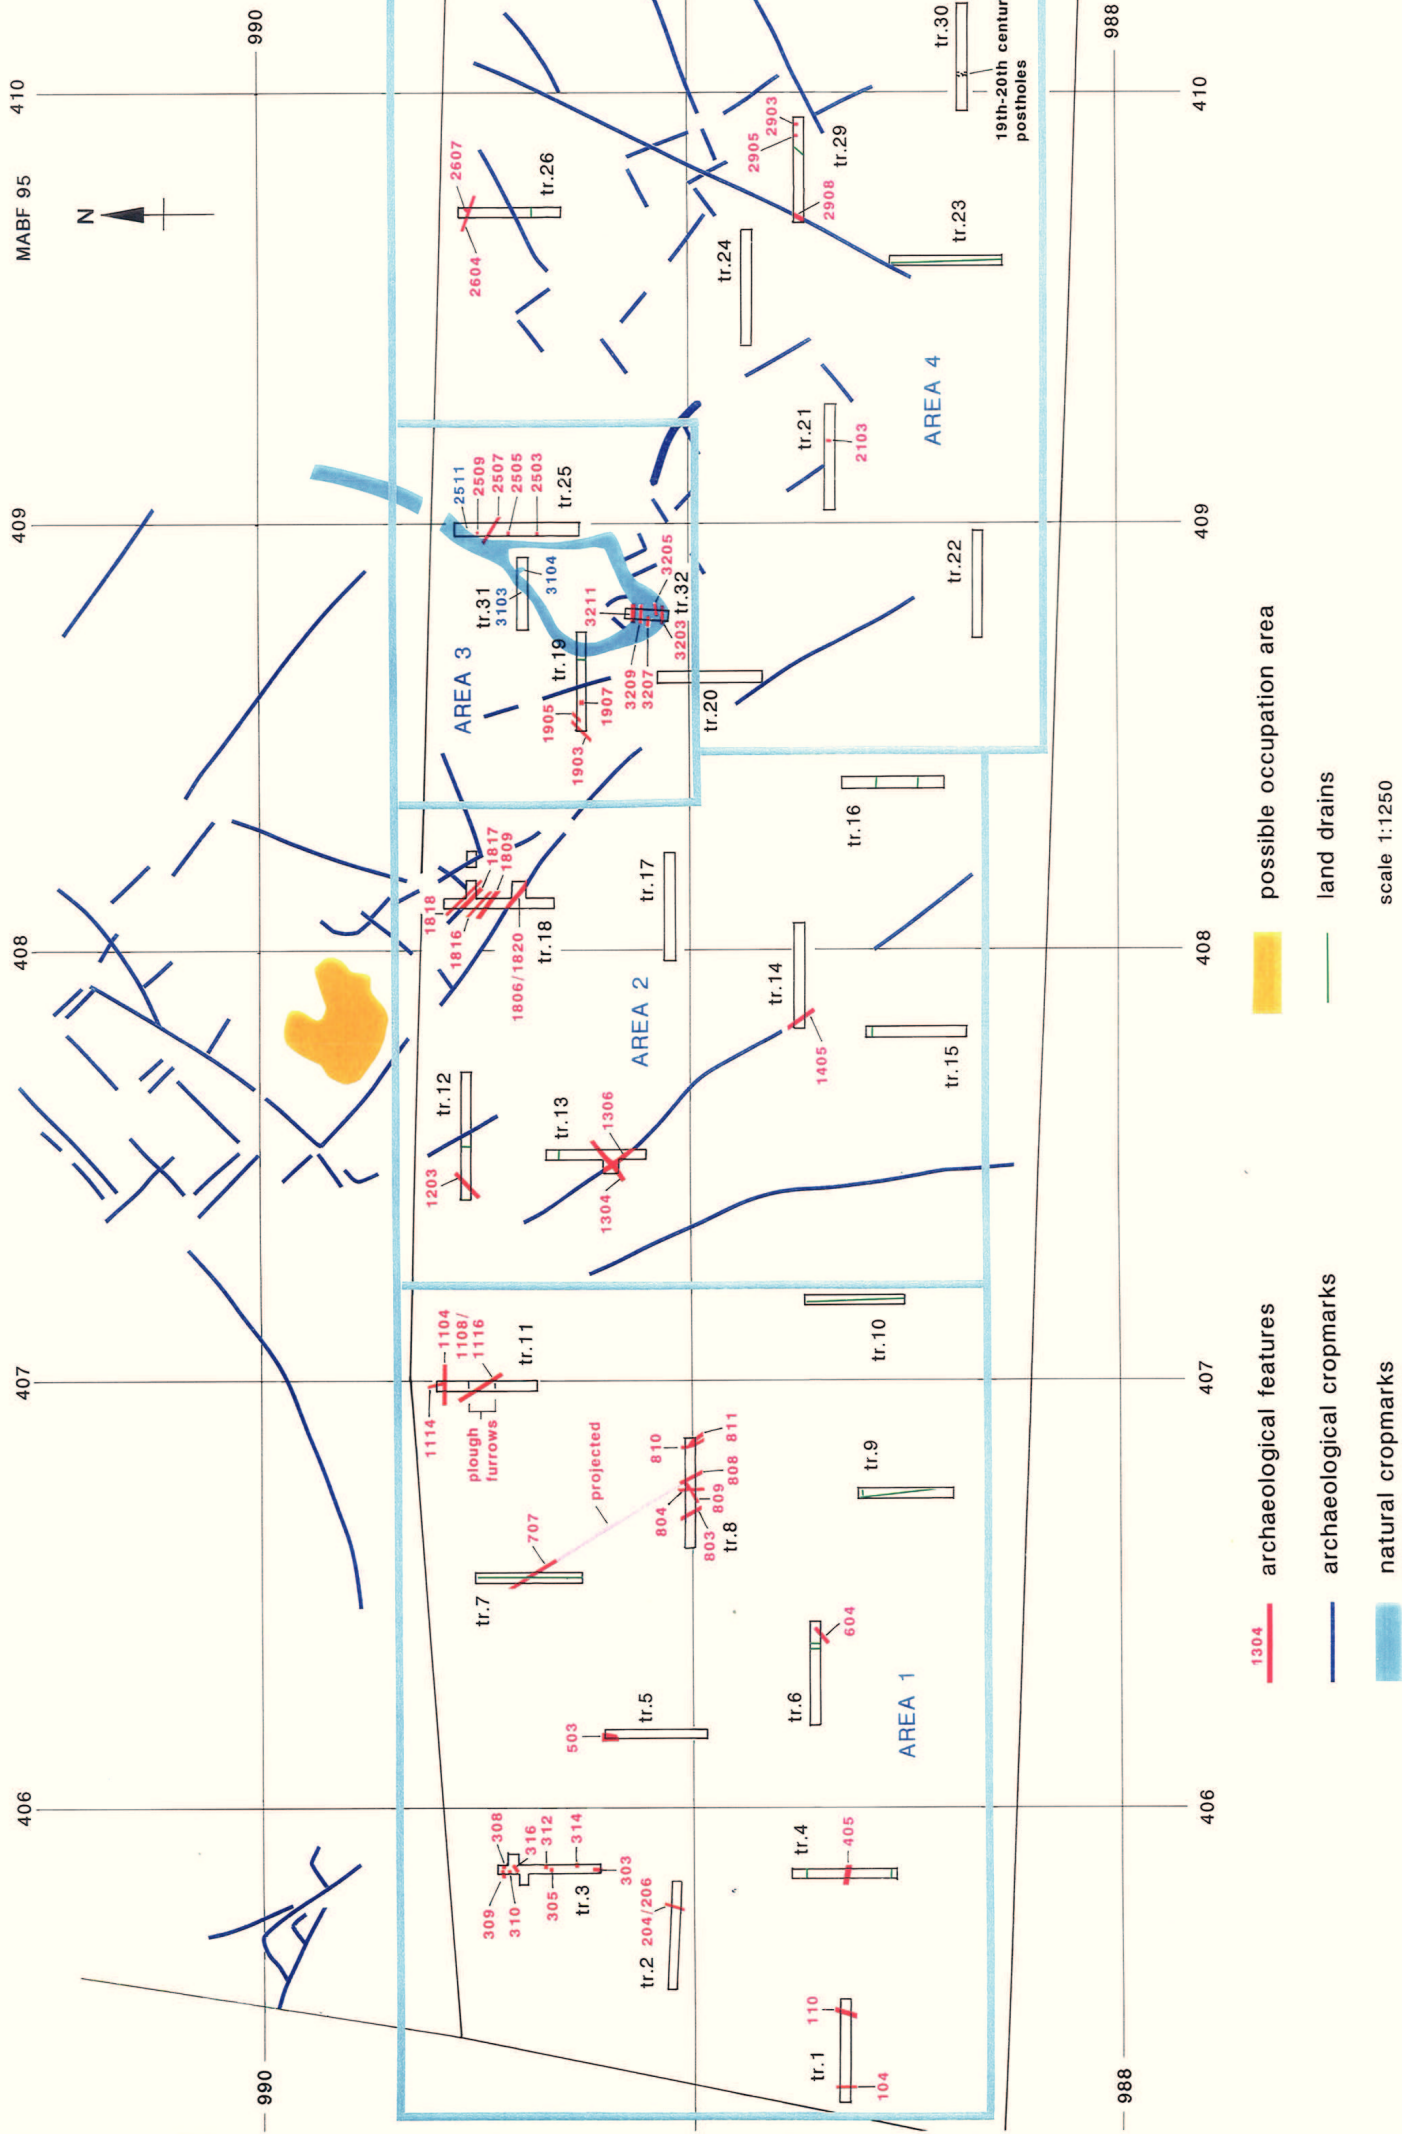 MABF 95
N
410
409
408
407
406
990
990
988
988
410
409
408
407
406
AREA 1
AREA 2
AREA 3
AREA 4
tr.1
104
110
tr.2
204/206
tr.3
309
310
305
308
316
312
314
303
tr.4
405
tr.5
503
tr.6
604
tr.7
707
projected
tr.8
804
810
803
809
808
811
tr.9
tr.10
tr.11
1114
1104
1108/
1116
plough
furrows
tr.12
1203
tr.13
1304
1306
tr.14
1405
tr.15
tr.16
tr.17
tr.18
1818
1816
1806/1820
1817
1809
tr.19
1905
1903
1907
tr.20
tr.21
2103
tr.22
tr.23
tr.24
tr.25
2511
2509
2507
2505
2503
tr.26
2607
2604
tr.29
2903
2905
2908
tr.30
19th-20th centur
postholes
tr.31
3103
3104
tr.32
3211
3209
3207
3203
3205
1304
archaeological features
archaeological cropmarks
natural cropmarks
possible occupation area
land drains
scale 1:1250